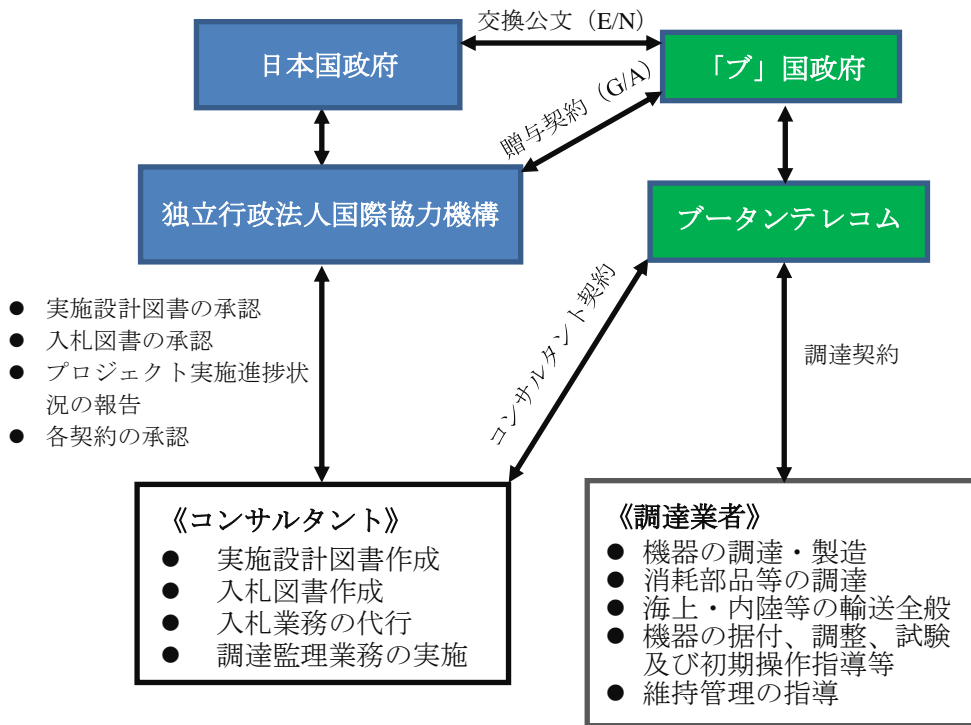 交換公文（E/N）
日本国政府
「ブ」国政府
贈与契約（G/A）
独立行政法人国際協力機構
ブータンテレコム
● 実施設計図書の承認
● 入札図書の承認
● プロジェクト実施進捗状
況の報告
● 各契約の承認
コンサルタント契約
調達契約
《コンサルタント》
● 実施設計図書作成
● 入札図書作成
● 入札業務の代行
● 調達監理業務の実施
《調達業者》
● 機器の調達・製造
● 消耗部品等の調達
● 海上・内陸等の輸送全般
● 機器の据付、調整、試験
及び初期操作指導等
● 維持管理の指導